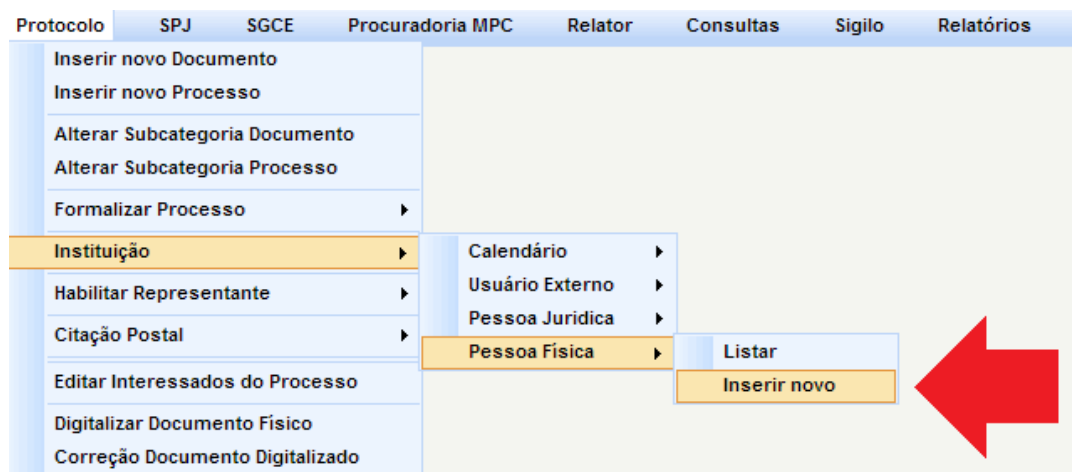 Protocolo SPJ SGCE Procuradoria MPC Relator Consultas Sigilo Relatórios
Inserir novo Documento
Inserir novo Processo
Alterar Subcategoria Documento
Alterar Subcategoria Processo
Formalizar Processo
Instituição
Habilitar Representante
Citação Postal
Editar Interessados do Processo
Digitalizar Documento Físico
Correção Documento Digitalizado
Calendário
Usuário Externo
Pessoa Juridica
Pessoa Física
Listar
Inserir novo